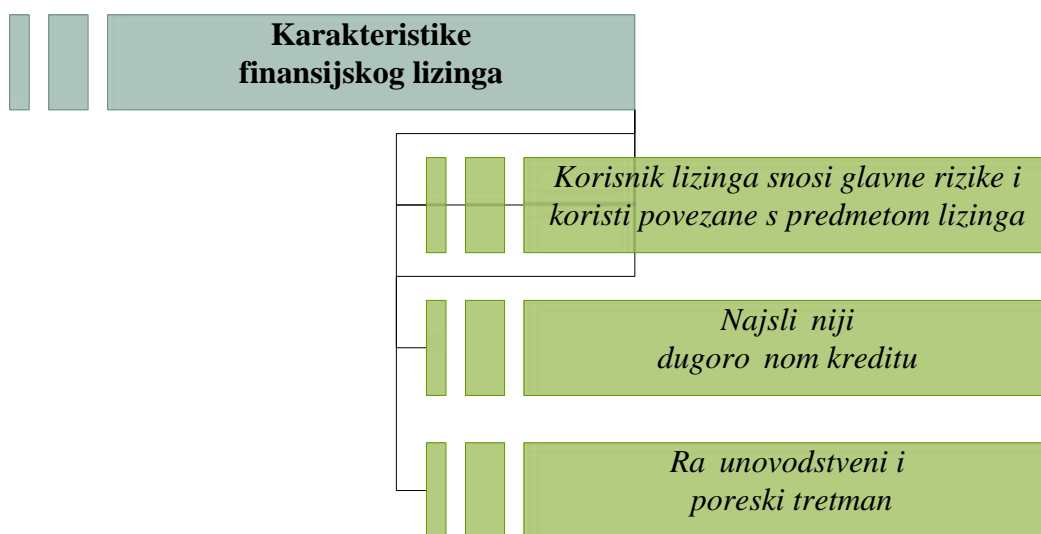 Karakteristike
finansijskog lizinga
Korisnik lizinga snosi glavne rizike i
koristi povezane s predmetom lizinga
Najsli niji
dugoro nom kreditu
Ra unovodstveni i
poreski tretman